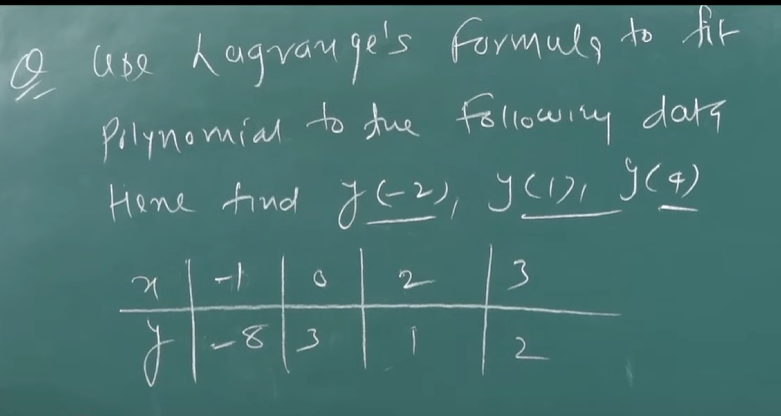 Q Use Lagrange's formula to fit
polynomial to the following data
Hence find y(-2), y(1), y(4)
x | -1 | 0 | 2 | 3
y | -8 | 3 | 1 | 2